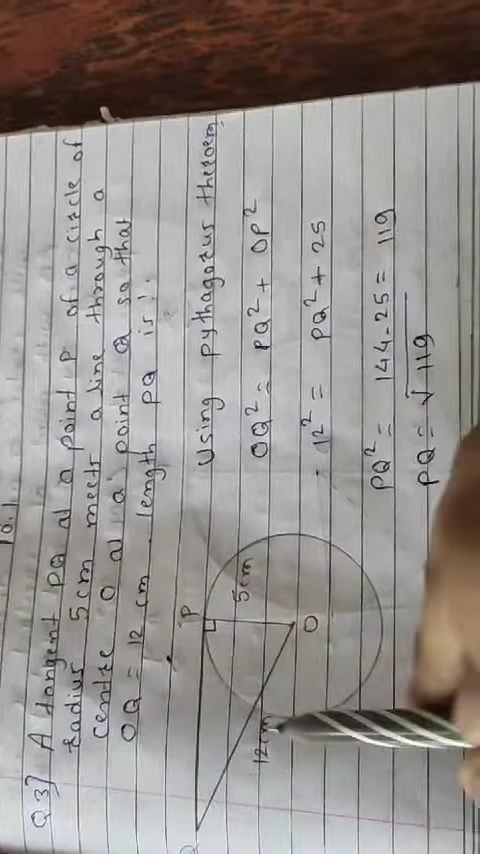 10.1
Q3] A tangent PQ at a point P of a circle of
radius 5cm meets a line through a
centre O at a point Q so that
OQ = 12 cm. length PQ is!
P
5cm
O
12cm
Using pythagotus theorem,
OQ² = PQ² + OP²
12² = PQ² + 25
PQ² = 144-25 = 119
PQ = √119